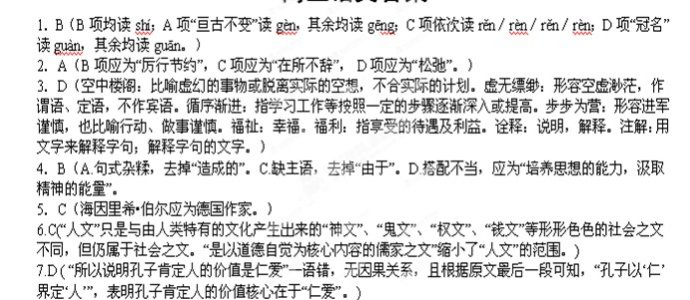 1. B（B 项均读 shí；A 项“亘古不变”读 gèn，其余均读 gēng；C 项依次读 rěn / rèn / rěn / rèn；D 项“冠名”
读 guàn，其余均读 guān。）
2. A（B 项应为“厉行节约”，C 项应为“在所不辞”， D 项应为“松弛”。）
3. D（空中楼阁：比喻虚幻的事物或脱离实际的空想，不合实际的计划。虚无缥缈：形容空虚渺茫，作
谓语、定语，不作宾语。循序渐进：指学习工作等按照一定的步骤逐渐深入或提高。步步为营：形容进军
谨慎，也比喻行动、做事谨慎。福祉：幸福。福利：指享受的待遇及利益。诠释：说明，解释。注解：用
文字来解释字句；解释字句的文字。）
4. B（A.句式杂糅，去掉“造成的”。C.缺主语，去掉“由于”。D.搭配不当，应为“培养思想的能力，汲取
精神的能量”。
5. C（海因里希•伯尔应为德国作家。）
6.C(“人文”只是与由人类特有的文化产生出来的“神文”、“鬼文”、“权文”、“钱文”等形形色色的社会之文
不同，但仍属于社会之文。“是以道德自觉为核心内容的儒家之文”缩小了“人文”的范围。)
7.D (“所以说明孔子肯定人的价值是仁爱”一语错，无因果关系，且根据原文最后一段可知，“孔子以‘仁’
界定‘人’”，表明孔子肯定人的价值核心在于“仁爱”。)